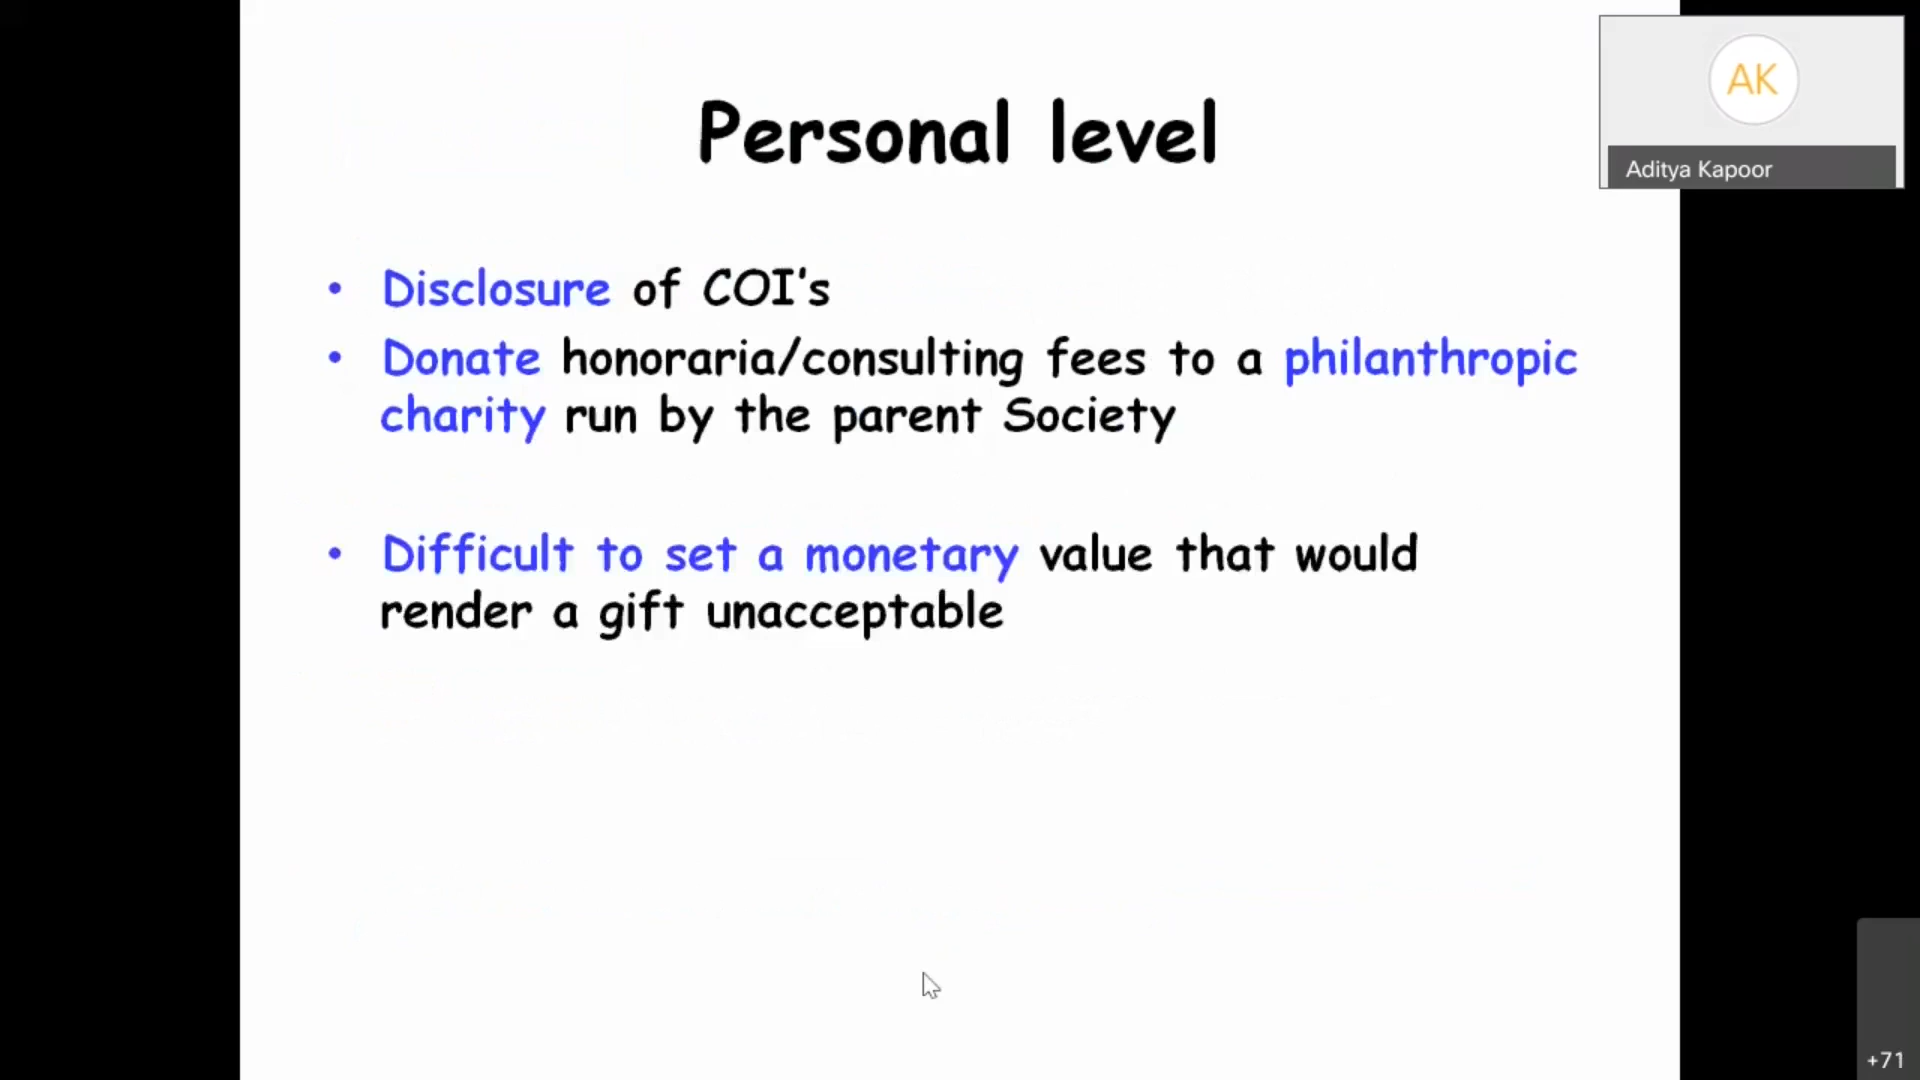 Personal level
AK
Aditya Kapoor
• Disclosure of COI's
• Donate honoraria/consulting fees to a philanthropic
charity run by the parent Society
• Difficult to set a monetary value that would
render a gift unacceptable
+71